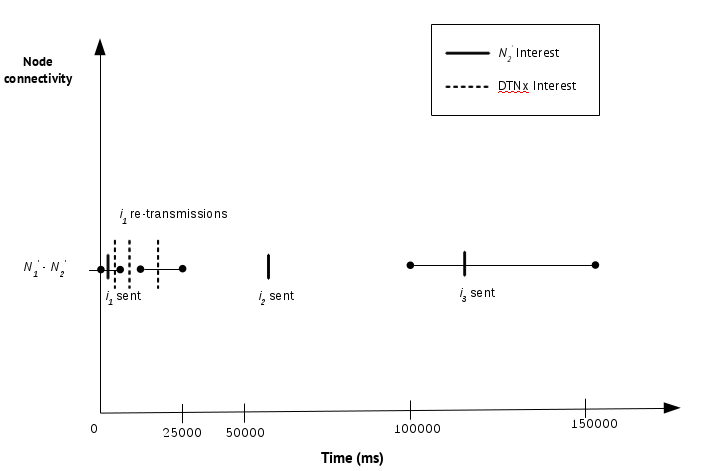 Node
connectivity
N2' Interest
DTNx Interest
i1 re-transmissions
N1' - N2'
i1 sent
i2 sent
i3 sent
0
25000
50000
100000
150000
Time (ms)